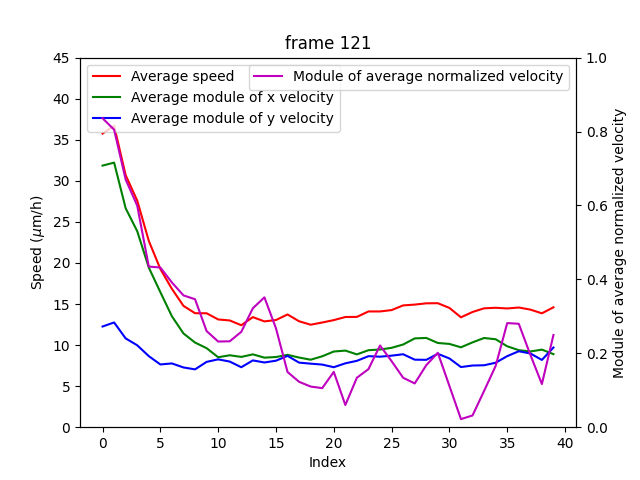 frame 121
Average speed
Average module of x velocity
Average module of y velocity
Module of average normalized velocity
45
40
35
30
25
20
15
10
5
0
Speed (μm/h)
1.0
0.8
0.6
0.4
0.2
0.0
Module of average normalized velocity
0 5 10 15 20 25 30 35 40
Index